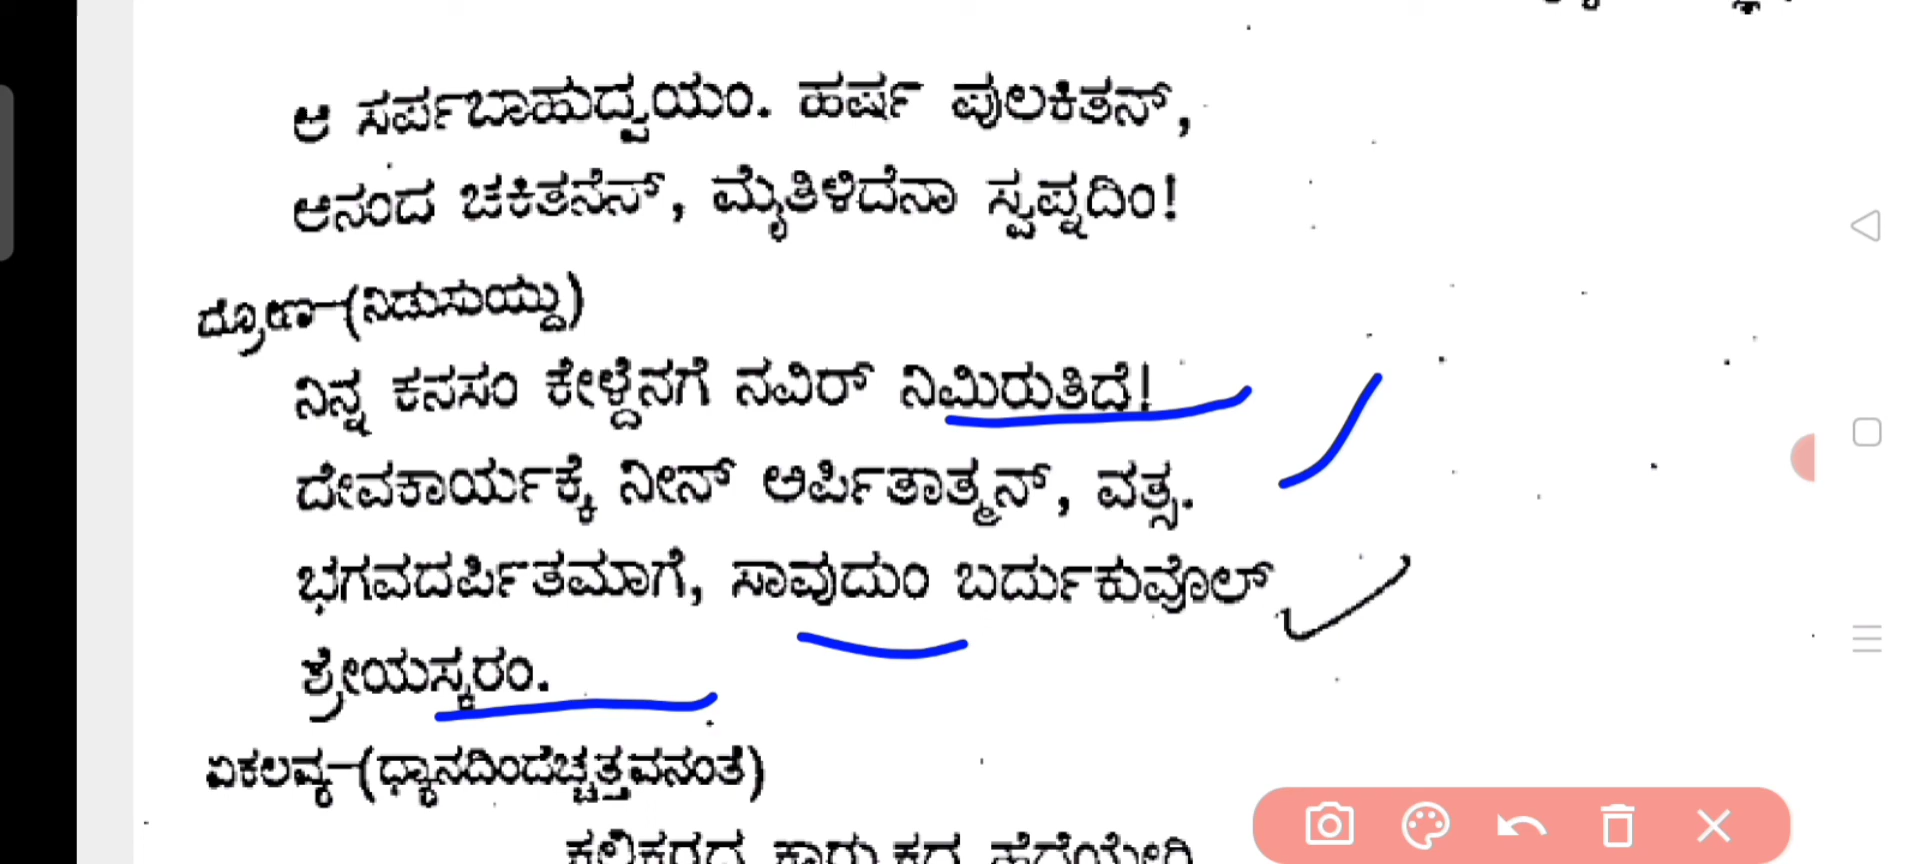 ಆ ಸರ್ಪಬಾಹುದ್ವಯಂ. ಹರ್ಷ ಪುಲಕಿತನ್,
ಆನಂದ ಚಕಿತನೆನ್, ಮೈತಿಳಿದೆನಾ ಸ್ವಪ್ನದಿಂ!
ದ್ರೋಣ—(ನಿಡುಸುಯ್ದು)
ನಿನ್ನ ಕನಸಂ ಕೇಳ್ದೆನಗೆ ನವಿರ್ ನಿಮಿರುತಿದೆ!
ದೇವಕಾರ್ಯಕ್ಕೆ ನೀನ್ ಅರ್ಪಿತಾತ್ಮನ್, ವತ್ಸ.
ಭಗವದರ್ಪಿತಮಾಗೆ, ಸಾವುದುಂ ಬರ್ದುಕುವೊಲ್
ಶ್ರೇಯಸ್ಕರಂ.
ಏಕಲವ್ಯ—(ಧ್ಯಾನದಿಂದೆಚ್ಚತ್ತವನಂತೆ)